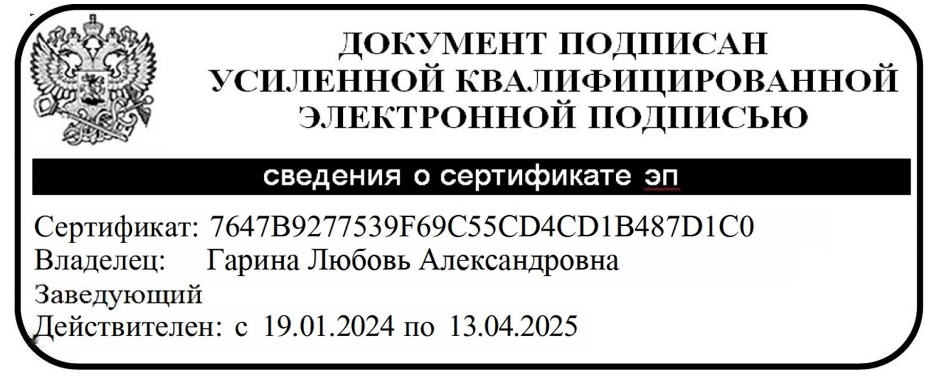 ДОКУМЕНТ ПОДПИСАН
УСИЛЕННОЙ КВАЛИФИЦИРОВАННОЙ
ЭЛЕКТРОННОЙ ПОДПИСЬЮ
сведения о сертификате эп
Сертификат: 7647B9277539F69C55CD4CD1B487D1C0
Владелец: Гарина Любовь Александровна
Заведующий
Действителен: с 19.01.2024 по 13.04.2025